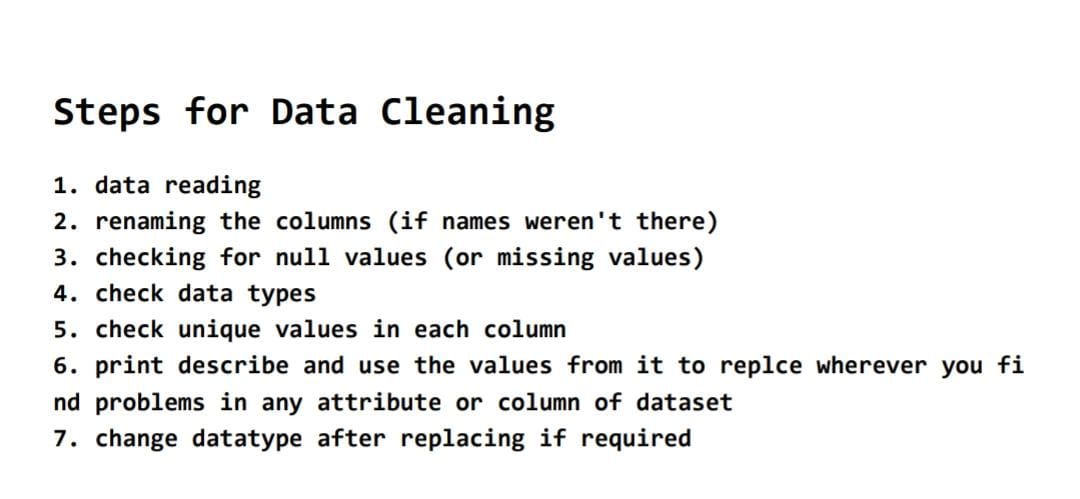 Steps for Data Cleaning
1. data reading
2. renaming the columns (if names weren't there)
3. checking for null values (or missing values)
4. check data types
5. check unique values in each column
6. print describe and use the values from it to replce wherever you fi
nd problems in any attribute or column of dataset
7. change datatype after replacing if required